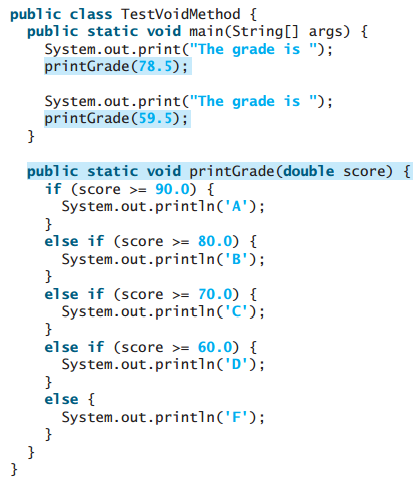 public class TestVoidMethod {
  public static void main(String[] args) {
    System.out.print("The grade is ");
    printGrade(78.5);

    System.out.print("The grade is ");
    printGrade(59.5);
  }

  public static void printGrade(double score) {
    if (score >= 90.0) {
      System.out.println('A');
    }
    else if (score >= 80.0) {
      System.out.println('B');
    }
    else if (score >= 70.0) {
      System.out.println('C');
    }
    else if (score >= 60.0) {
      System.out.println('D');
    }
    else {
      System.out.println('F');
    }
  }
}